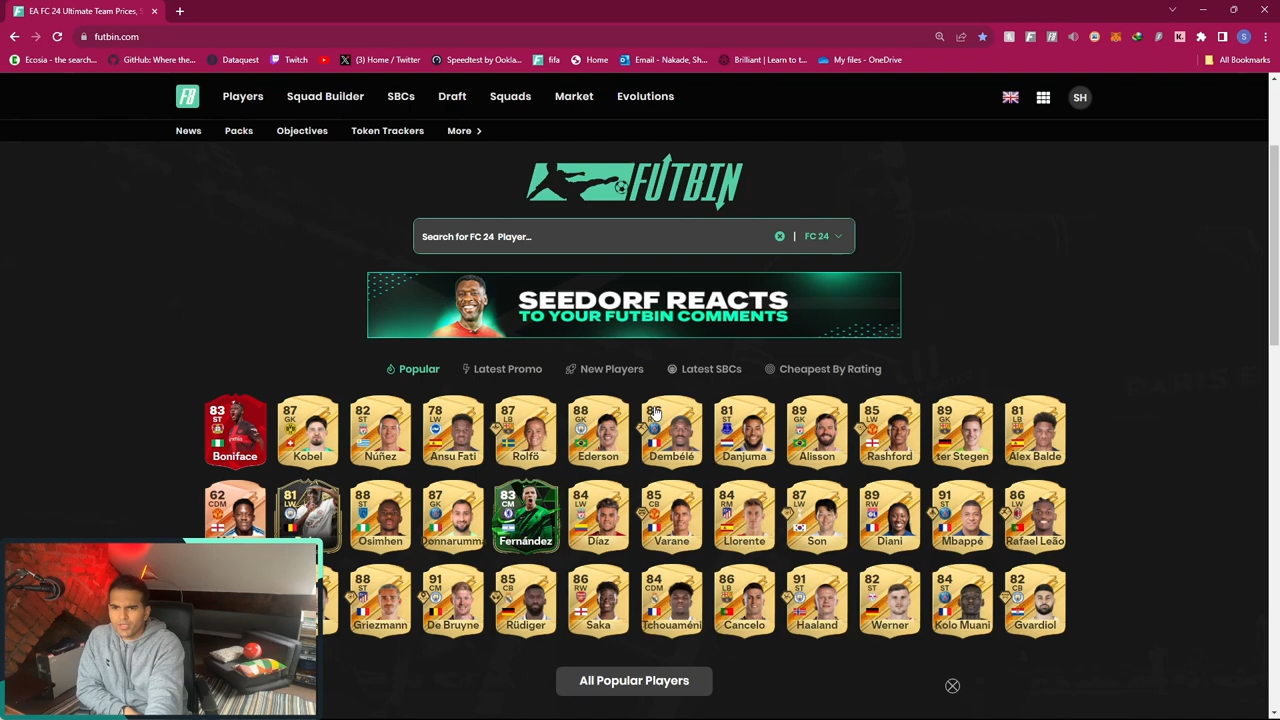 EA FC 24 Ultimate Team Prices, S
futbin.com
Ecosia - the search...
GitHub: Where the...
Dataquest
Twitch
(3) Home / Twitter
Speedtest by Ookla...
fifa
Home
Email - Nakade, Sh...
Brilliant | Learn to t...
My files - OneDrive
All Bookmarks
Players Squad Builder SBCs Draft Squads Market Evolutions SH
News Packs Objectives Token Trackers More
FUTBIN
Search for FC 24 Player... | FC 24
SEEDORF REACTS
TO YOUR FUTBIN COMMENTS
Popular Latest Promo New Players Latest SBCs Cheapest By Rating
83 ST Boniface
87 GK Kobel
82 ST Núñez
78 LW Ansu Fati
87 LB Rolfö
88 GK Ederson
Dembélé
81 ST Danjuma
89 GK Alisson
85 LW Rashford
89 GK ter Stegen
81 LB Alex Balde
62 CDM
81 LW
88 ST Osimhen
87 GK Donnarumma
83 CM Fernández
84 LW Díaz
85 CB Varane
84 RM Llorente
87 LW Son
89 RW Diani
91 ST Mbappé
86 LW Rafael Leão
88 ST Griezmann
91 CM De Bruyne
85 CB Rüdiger
86 RW Saka
84 CDM Tchouaméni
86 LB Cancelo
91 ST Haaland
82 ST Werner
84 ST Kolo Muani
82 CB Gvardiol
All Popular Players